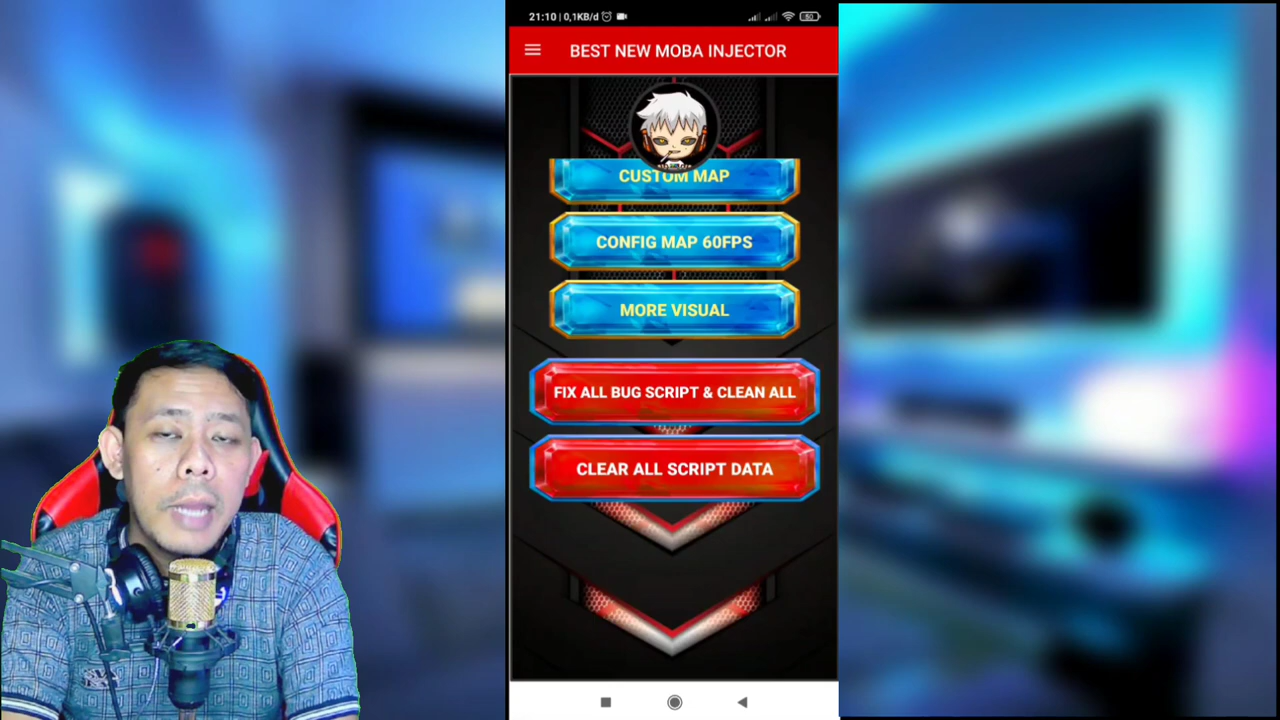 21:10 | 0,1KB/d
50
BEST NEW MOBA INJECTOR
CUSTOM MAP
CONFIG MAP 60FPS
MORE VISUAL
FIX ALL BUG SCRIPT & CLEAN ALL
CLEAR ALL SCRIPT DATA